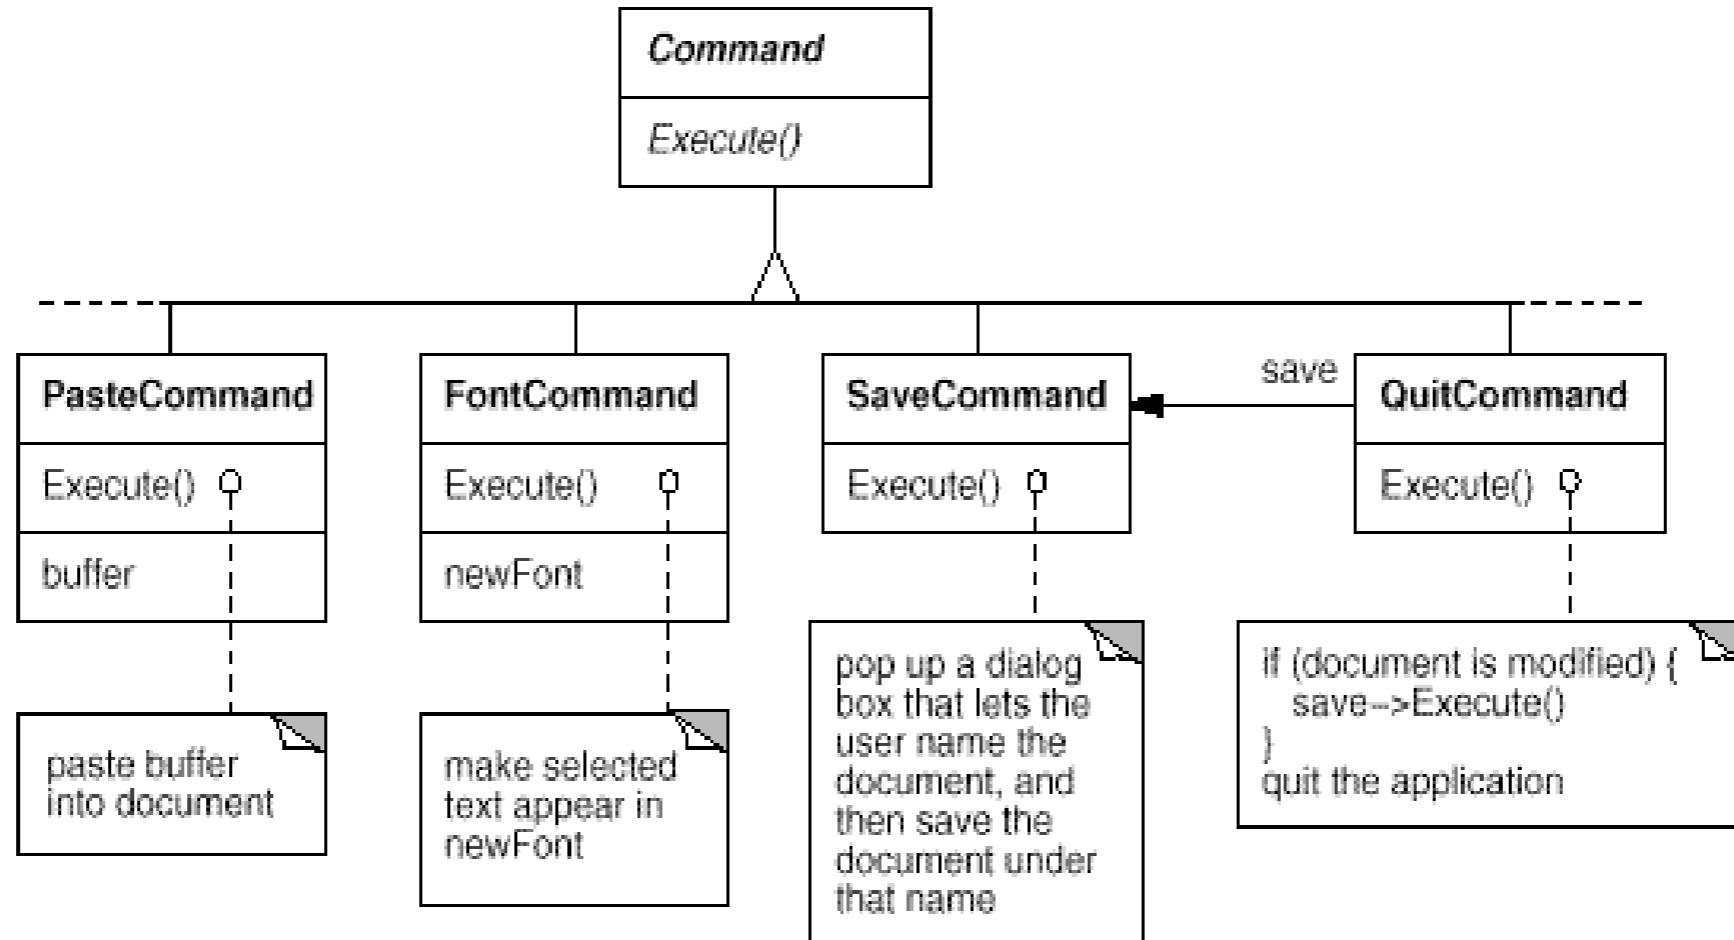 Command
Execute()
save
PasteCommand
Execute()
buffer
FontCommand
Execute()
newFont
SaveCommand
Execute()
QuitCommand
Execute()
paste buffer
into document
make selected
text appear in
newFont
pop up a dialog
box that lets the
user name the
document, and
then save the
document under
that name
if (document is modified) {
save-->Execute()
}
quit the application